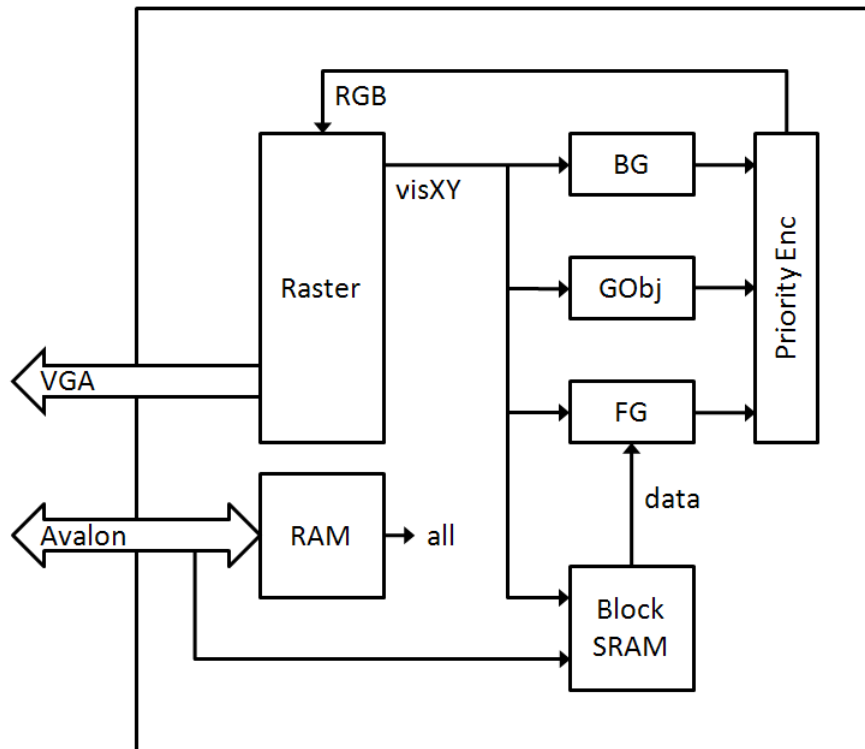 RGB
BG
visXY
Raster
GObj
Priority Enc
VGA
FG
data
Avalon
RAM
all
Block
SRAM